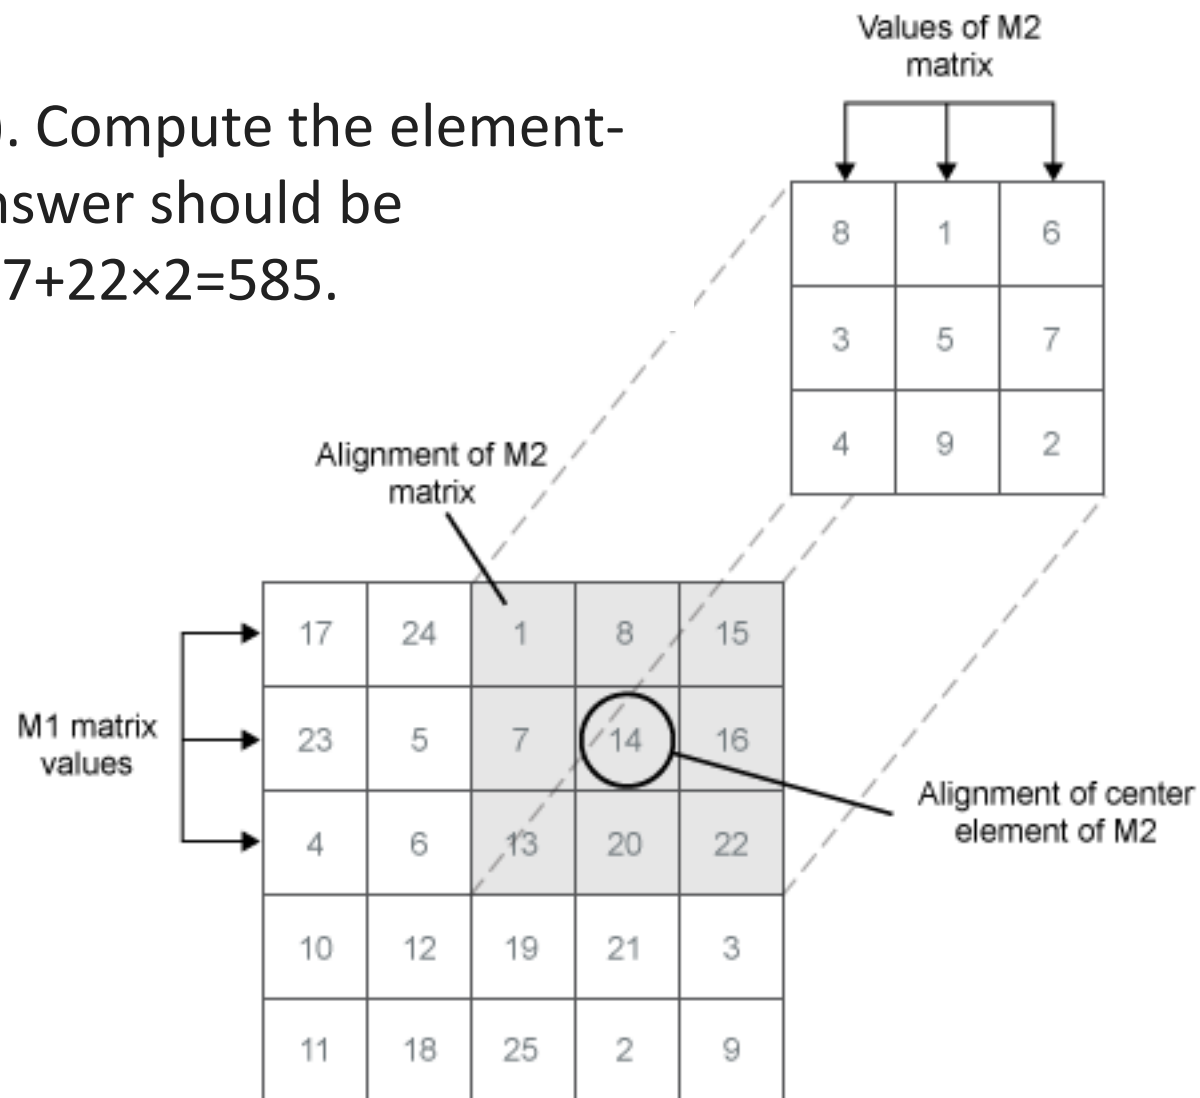 Values of M2
matrix
). Compute the element-
nswer should be
7+22×2=585.
8 1 6
3 5 7
4 9 2
Alignment of M2
matrix
17 24 1 8 15
M1 matrix
values
23 5 7 14 16
Alignment of center
element of M2
4 6 13 20 22
10 12 19 21 3
11 18 25 2 9